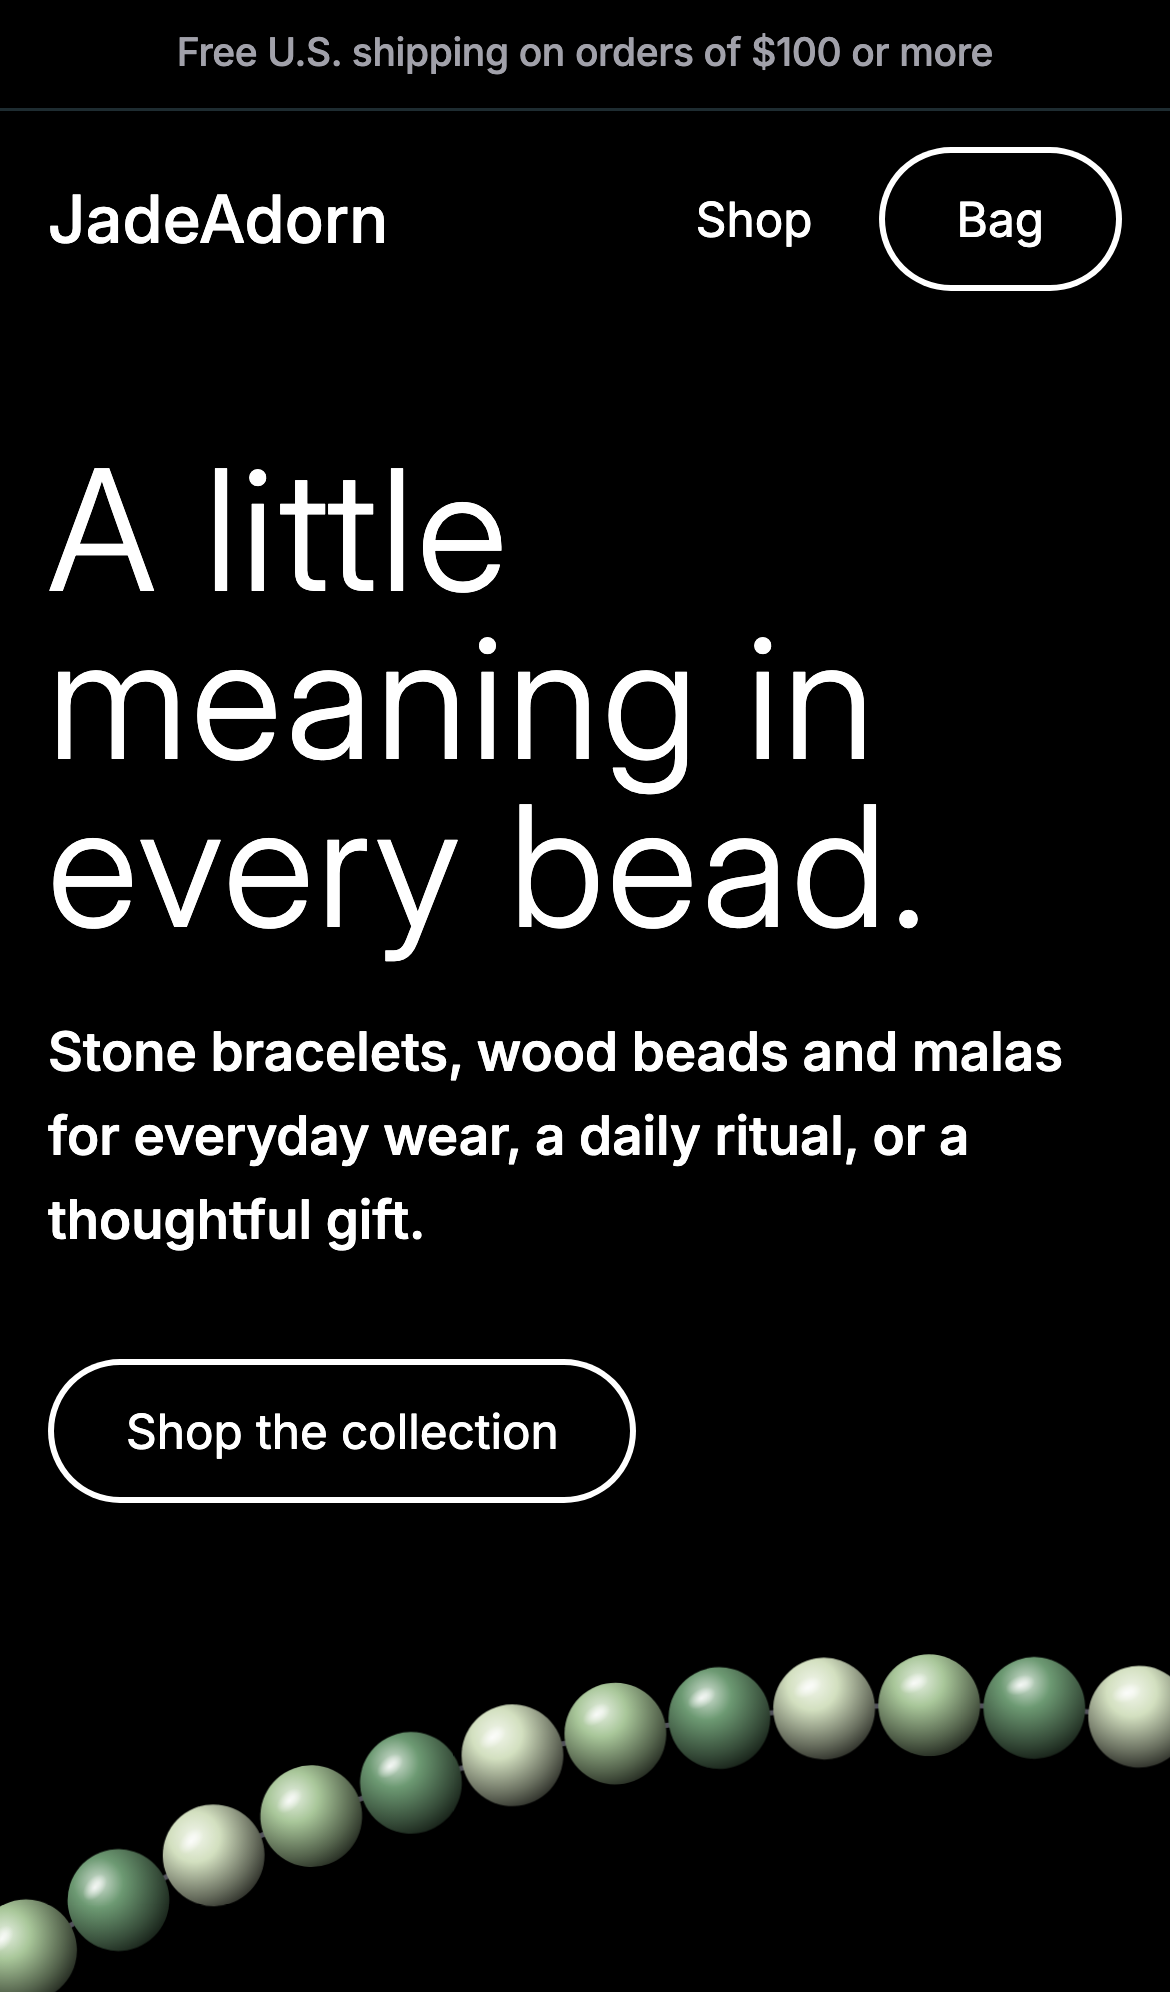 Free U.S. shipping on orders of $100 or more
JadeAdorn
Shop
Bag
A little
meaning in
every bead.
Stone bracelets, wood beads and malas
for everyday wear, a daily ritual, or a
thoughtful gift.
Shop the collection